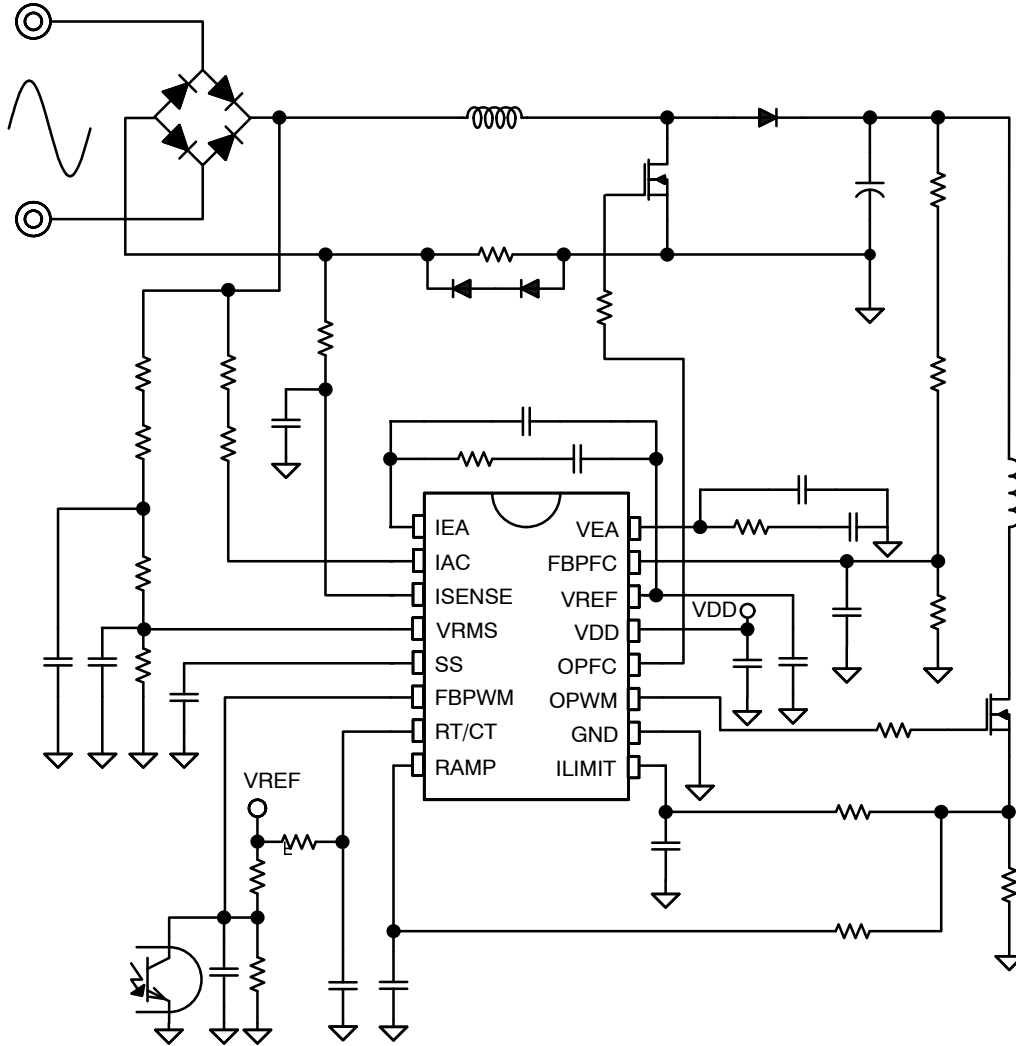 IEA
VEA
IAC
FBPFC
ISENSE
VREF
VDD
VRMS
VDD
SS
OPFC
FBPWM
OPWM
RT/CT
GND
RAMP
ILIMIT
VREF
E